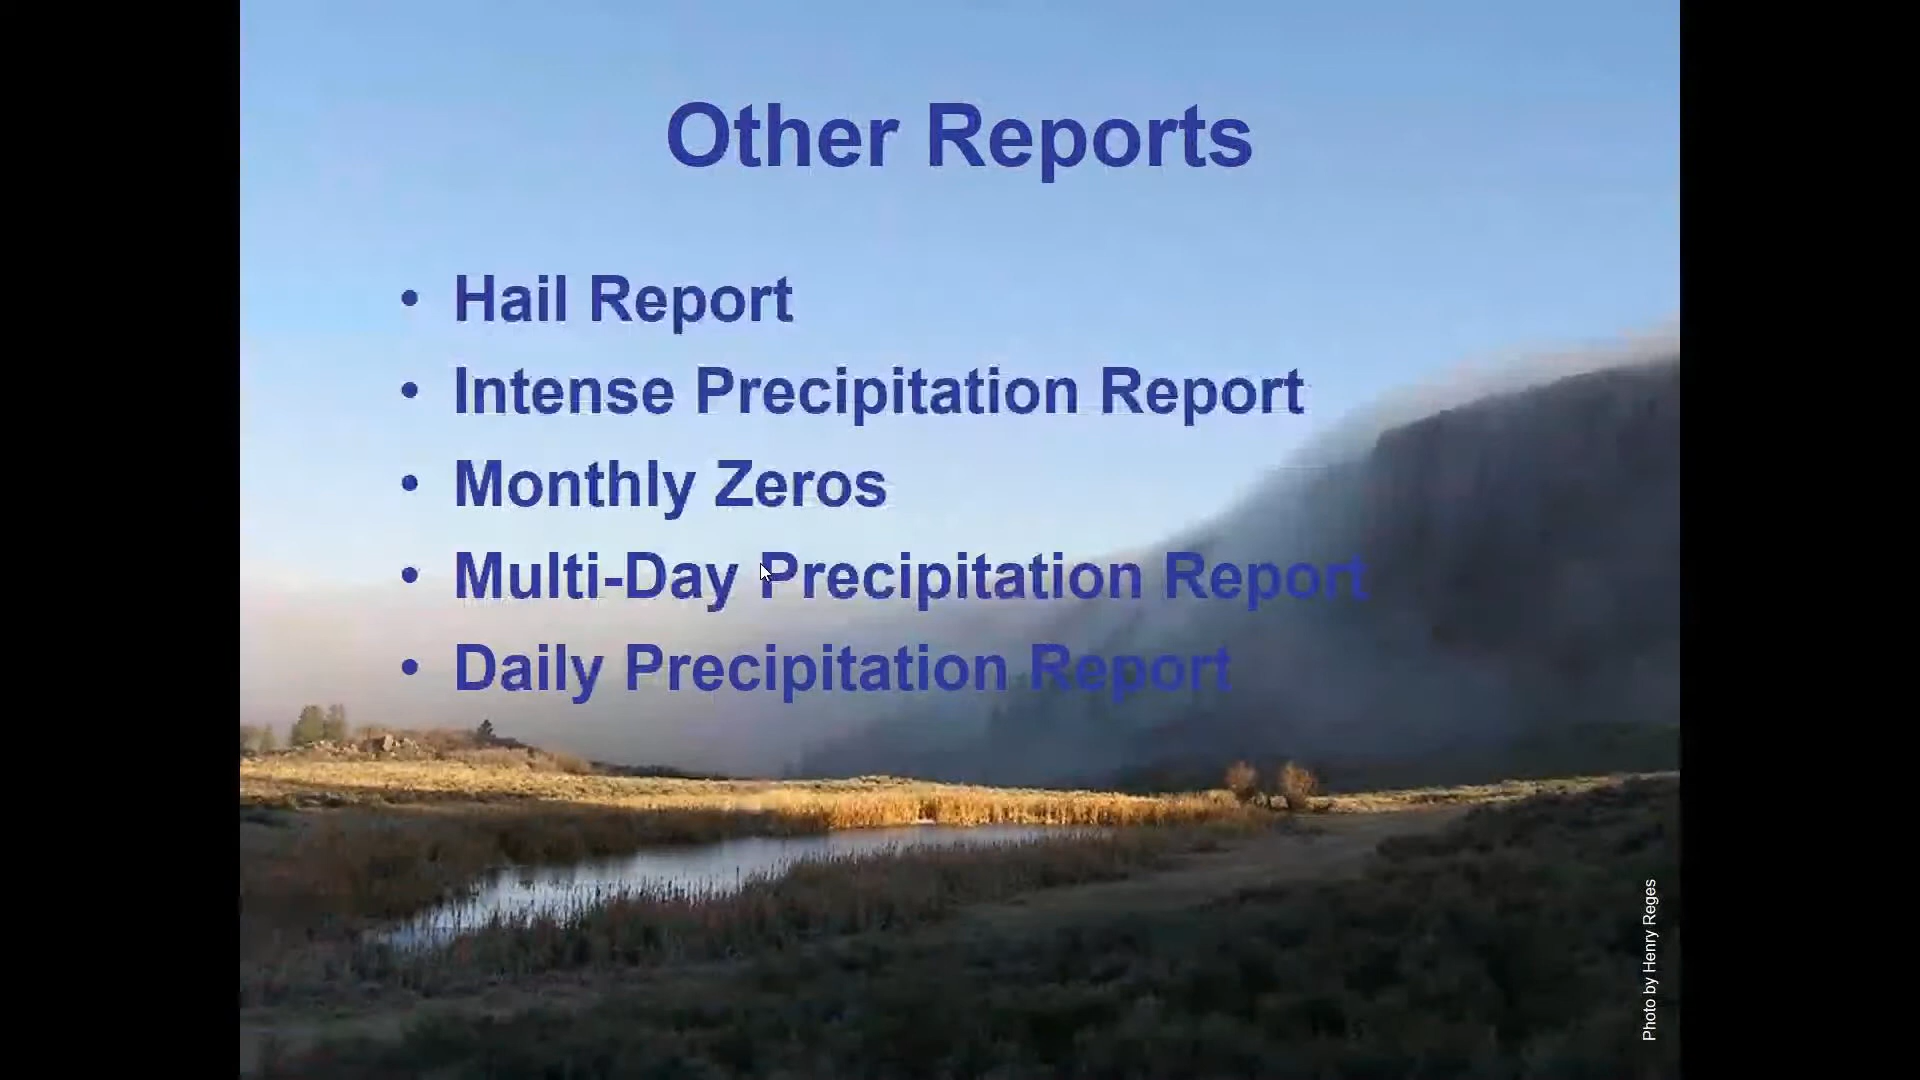 Other Reports
• Hail Report
• Intense Precipitation Report
• Monthly Zeros
• Multi-Day Precipitation Report
• Daily Precipitation Report
Photo by Henry Reges